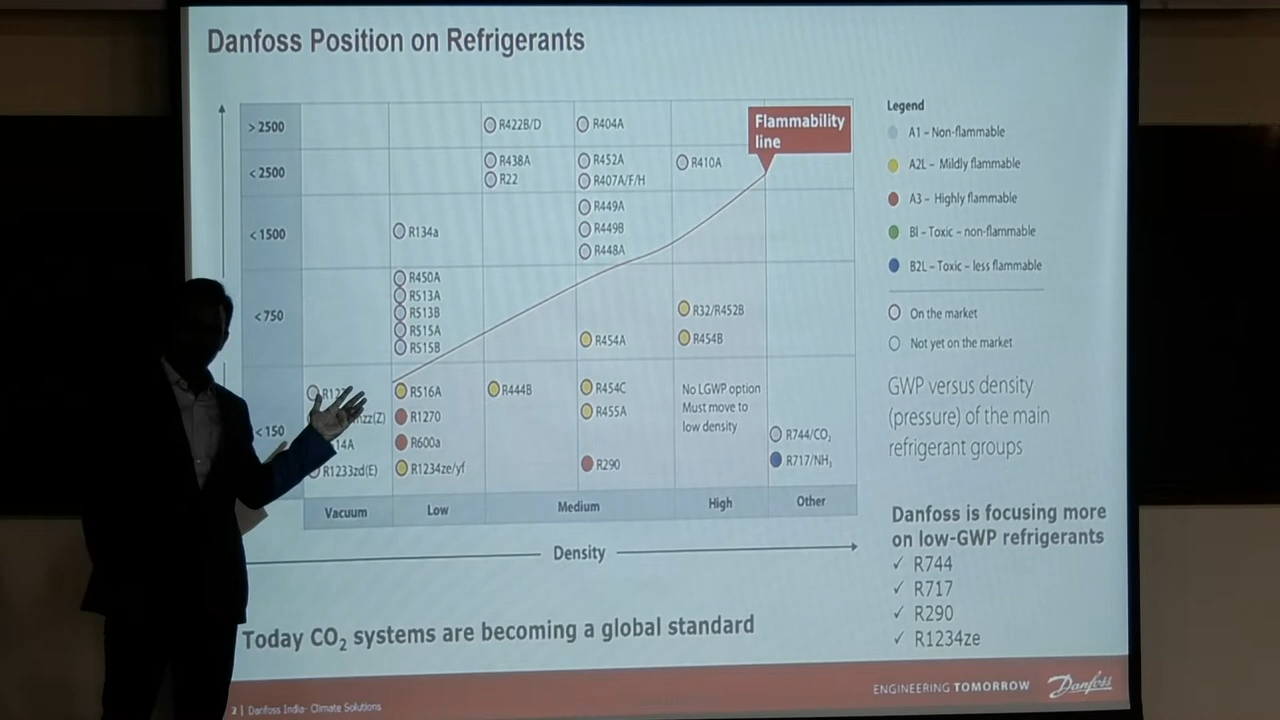 Danfoss Position on Refrigerants
> 2500
R422B/D
R404A
Flammability
line
< 2500
R438A
R22
R452A
R407A/F/H
R410A
< 1500
R134a
R449A
R449B
R448A
<750
R450A
R513A
R513B
R515A
R515B
R454A
R32/R452B
R454B
<150
R1233zd(E)
R516A
R1270
R600a
R1234ze/yf
R444B
R454C
R455A
R290
No LGWP option
Must move to
low density
R744/CO2
R717/NH3
Vacuum
Low
Medium
High
Other
Density
Legend
A1 – Non-flammable
A2L – Mildly flammable
A3 – Highly flammable
Bl – Toxic – non-flammable
B2L – Toxic – less flammable
On the market
Not yet on the market
GWP versus density
(pressure) of the main
refrigerant groups
Danfoss is focusing more
on low-GWP refrigerants
✓ R744
✓ R717
✓ R290
✓ R1234ze
Today CO2 systems are becoming a global standard
2 | Danfoss India- Climate Solutions
ENGINEERING TOMORROW
Danfoss